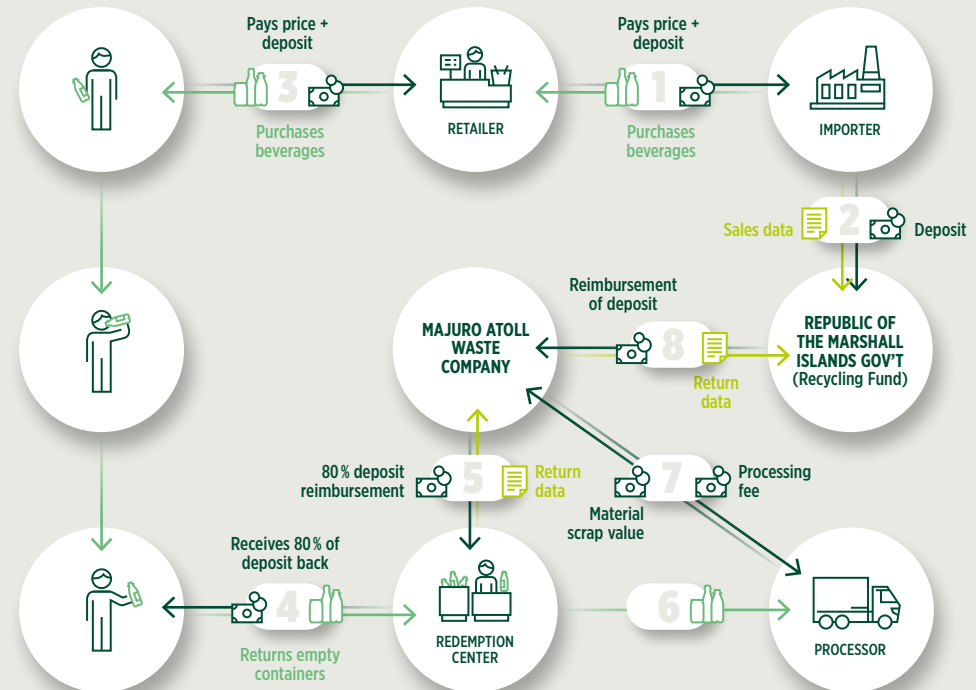 Pays price +
deposit
3
Purchases
beverages
RETAILER
Pays price +
deposit
1
Purchases
beverages
IMPORTER
Sales data
2
Deposit
MAJURO ATOLL
WASTE
COMPANY
Reimbursement
of deposit
8
Return
data
REPUBLIC OF
THE MARSHALL
ISLANDS GOV'T
(Recycling Fund)
80 % deposit
reimbursement
5
Return
data
7
Material
scrap value
Processing
fee
Receives 80 % of
deposit back
4
Returns empty
containers
REDEMPTION
CENTER
6
PROCESSOR